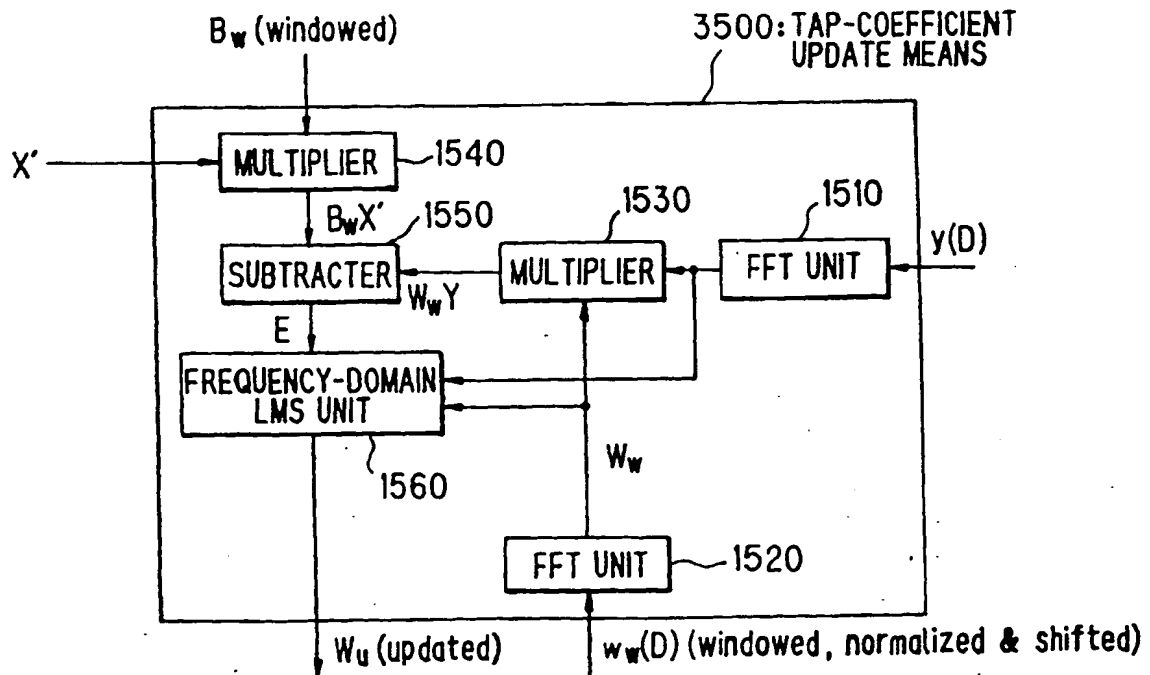 B_w (windowed)
3500: TAP-COEFFICIENT
UPDATE MEANS
X'
MULTIPLIER
1540
B_wX'
1550
1530
1510
y(D)
SUBTRACTER
W_wY
MULTIPLIER
FFT UNIT
E
FREQUENCY-DOMAIN
LMS UNIT
1560
W_w
FFT UNIT
1520
W_u (updated)
w_w(D) (windowed, normalized & shifted)